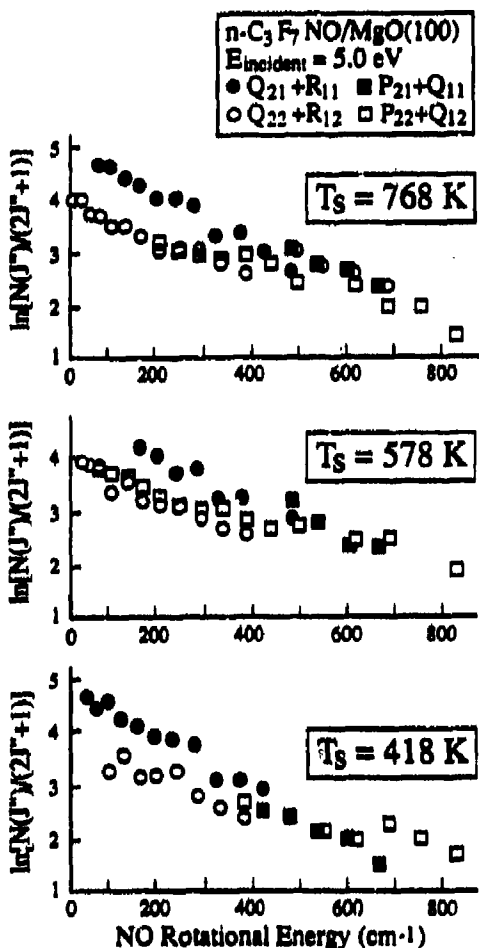 n-C3 F7 NO/MgO(100)
Eincident = 5.0 eV
● Q21+R11 ■ P21+Q11
○ Q22+R12 □ P22+Q12
TS = 768 K
ln[N(J")/(2J"+1)]
5
4
3
2
1
0 200 400 600 800
TS = 578 K
ln[N(J")/(2J"+1)]
4
3
2
1
0 200 400 600 800
TS = 418 K
ln[N(J")/(2J"+1)]
5
4
3
2
1
0 200 400 600 800
NO Rotational Energy (cm-1)